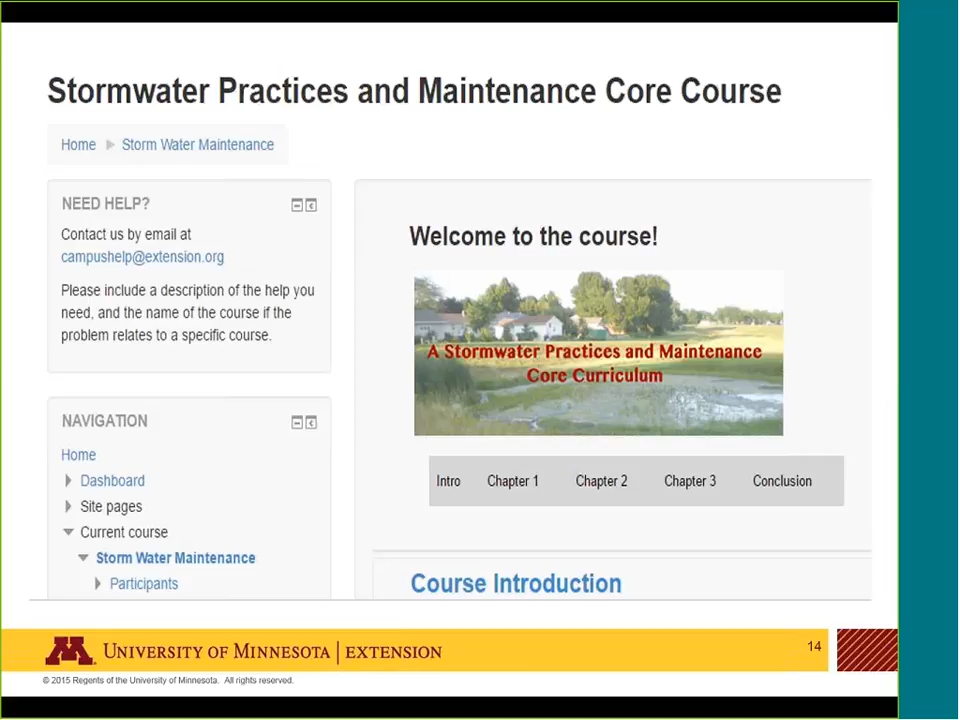 Stormwater Practices and Maintenance Core Course
Home Storm Water Maintenance
NEED HELP?
Contact us by email at
campushelp@extension.org
Please include a description of the help you
need, and the name of the course if the
problem relates to a specific course.
NAVIGATION
Home
Dashboard
Site pages
Current course
Storm Water Maintenance
Participants
Welcome to the course!
A Stormwater Practices and Maintenance
Core Curriculum
Intro Chapter 1 Chapter 2 Chapter 3 Conclusion
Course Introduction
M UNIVERSITY OF MINNESOTA | EXTENSION
14
© 2015 Regents of the University of Minnesota. All rights reserved.